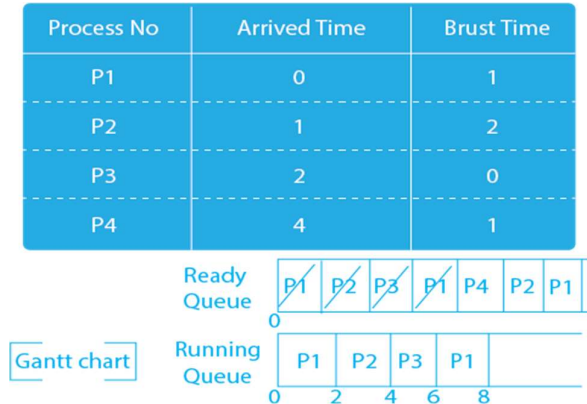 Process No Arrived Time Brust Time
P1 0 1
P2 1 2
P3 2 0
P4 4 1
Ready Queue P1 P2 P3 P1 P4 P2 P1
0
Gantt chart Running Queue P1 P2 P3 P1
0 2 4 6 8